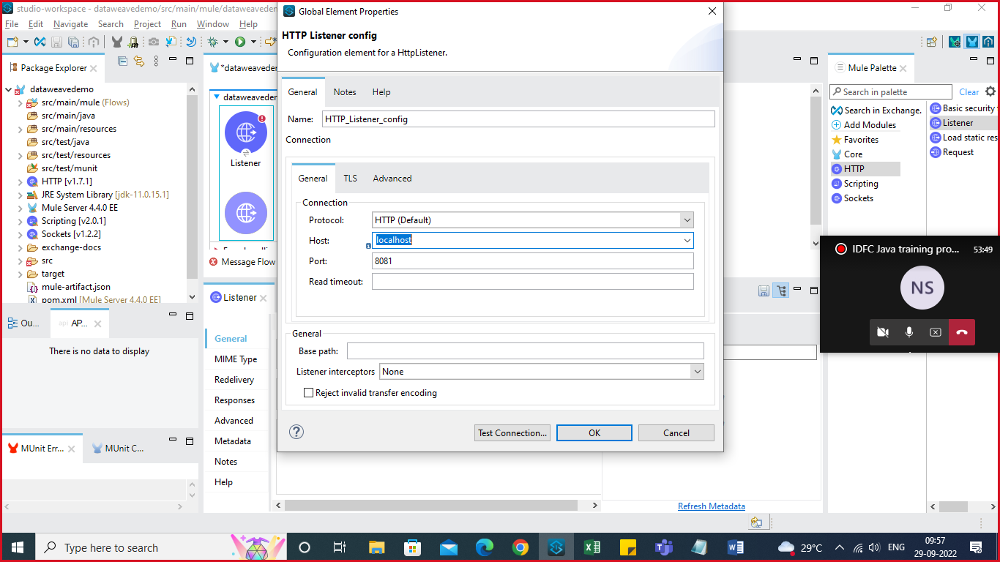 studio-workspace - dataweavedemo/src/main/mule/dataweavedem
File Edit Navigate Search Project Run Window Help
Package Explorer
dataweavedemo
src/main/mule (Flows)
src/main/java
src/main/resources
src/test/java
src/test/resources
src/test/munit
HTTP [v1.7.1]
JRE System Library [jdk-11.0.15.1]
Mule Server 4.4.0 EE
Scripting [v2.0.1]
Sockets [v1.2.2]
exchange-docs
src
target
mule-artifact.json
pom.xml [Mule Server 4.4.0 EE]
Ou...
api AP...
There is no data to display
MUnit Err...
MUnit C...
*dataweavedem
dataweavedem
Listener
Message Flow
Listener
General
MIME Type
Redelivery
Responses
Advanced
Metadata
Notes
Help
Global Element Properties
HTTP Listener config
Configuration element for a HttpListener.
General Notes Help
Name: HTTP_Listener_config
Connection
General TLS Advanced
Connection
Protocol: HTTP (Default)
Host: localhost
Port: 8081
Read timeout:
General
Base path:
Listener interceptors None
Reject invalid transfer encoding
? Test Connection... OK Cancel
Refresh Metadata
Mule Palette
Search in palette Clear
Search in Exchange.
Add Modules
Favorites
Core
HTTP
Scripting
Sockets
Basic security
Listener
Load static res
Request
IDFC Java training pro... 53:49
NS
Type here to search
29°C ENG
09:57
29-09-2022